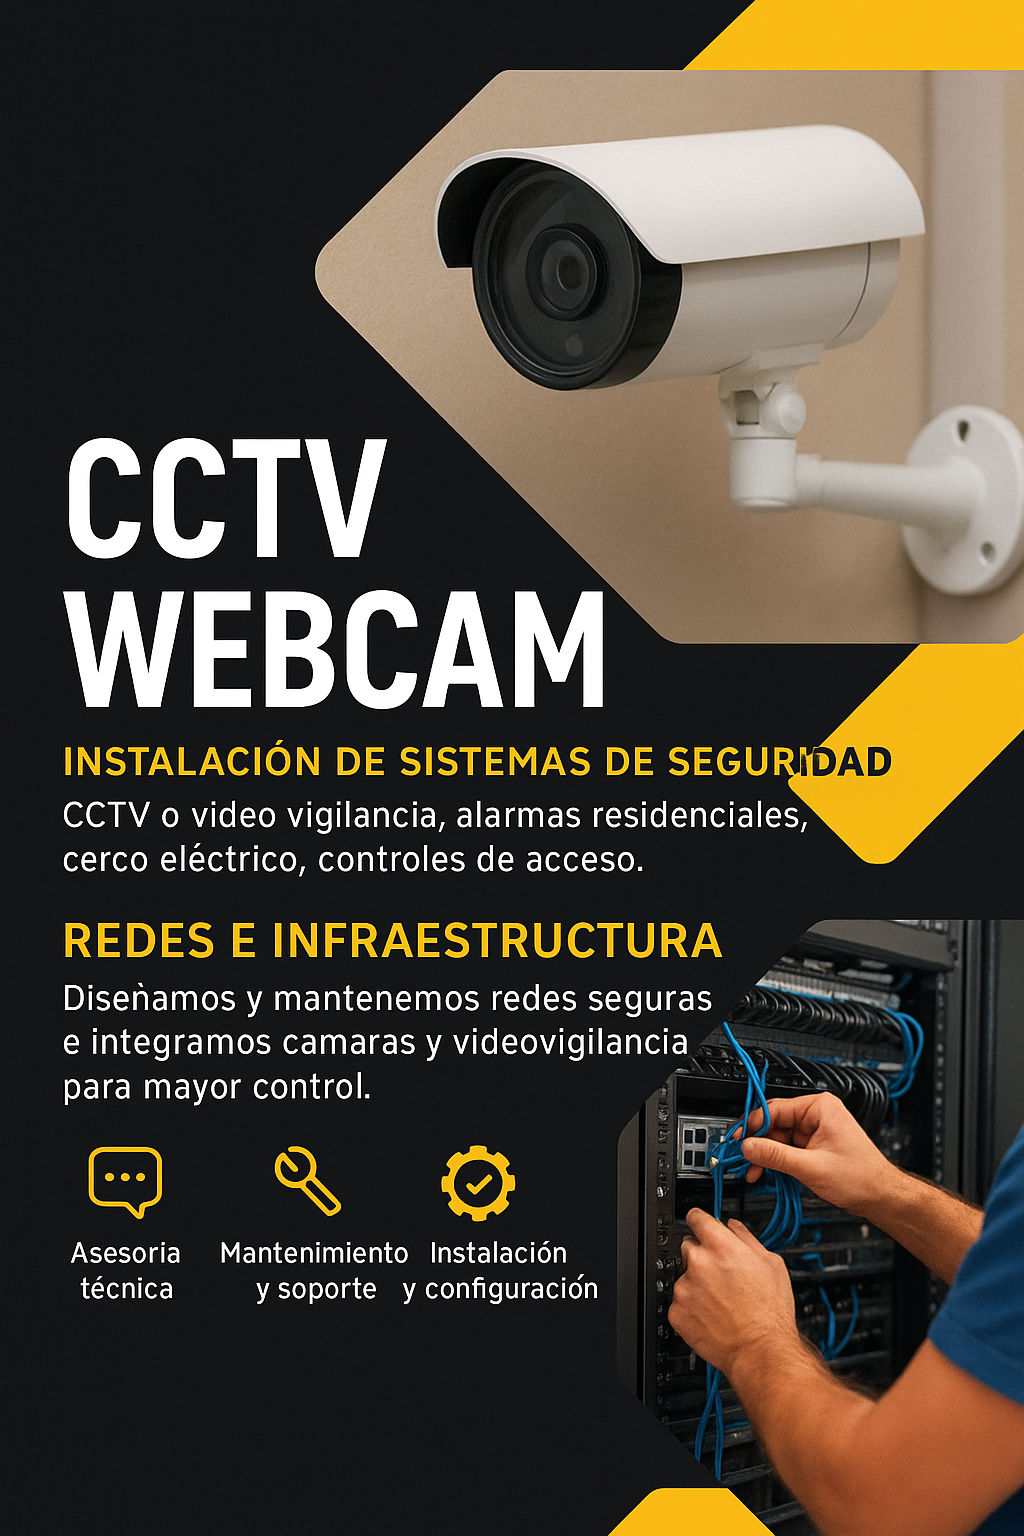 CCTV
WEBCAM
INSTALACIÓN DE SISTEMAS DE SEGURIDAD
CCTV o video vigilancia, alarmas residenciales,
cerco eléctrico, controles de acceso.
REDES E INFRAESTRUCTURA
Diseǹamos y mantenemos redes seguras
e integramos camaras y videovigilancia
para mayor control.
Asesoria
técnica
Mantenimiento
y soporte
Instalación
y configuración